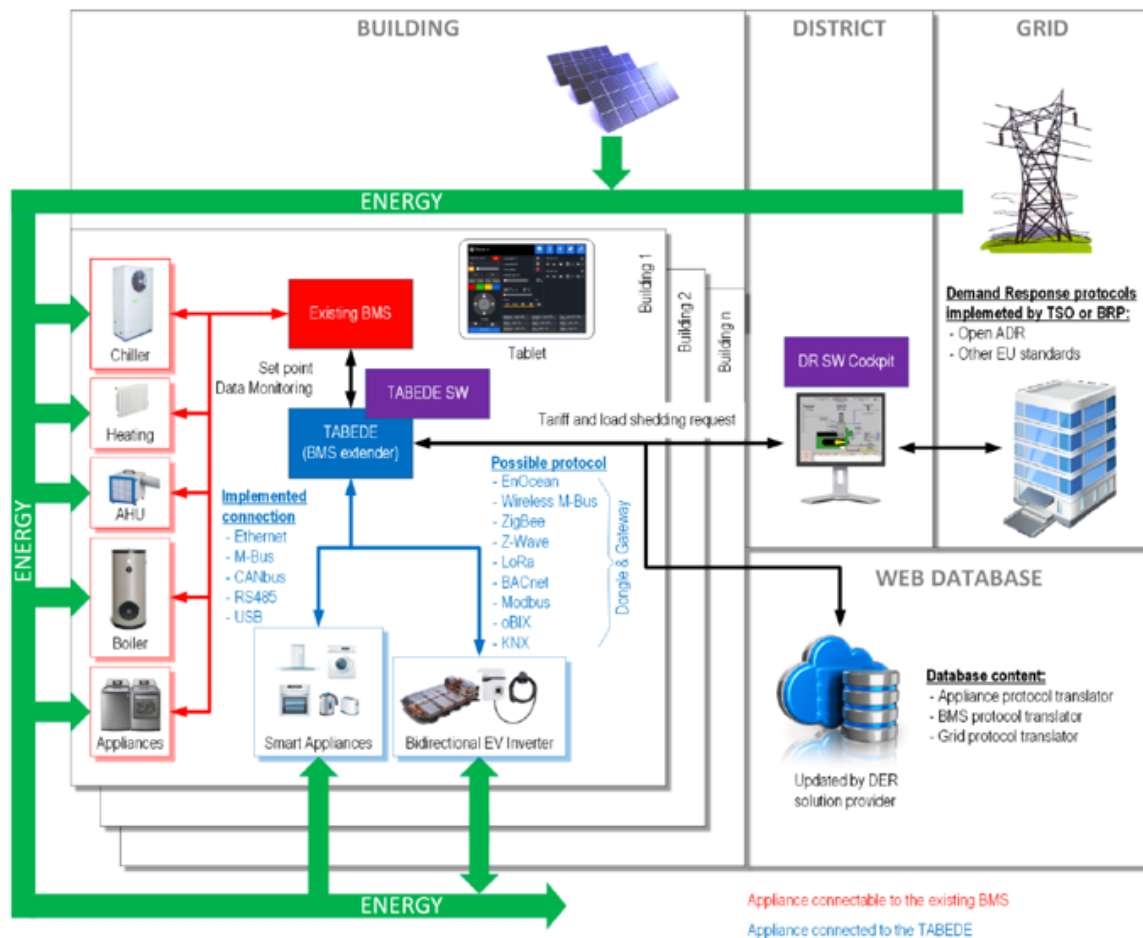 BUILDING
DISTRICT
GRID
ENERGY
Building 1
Building 2
Building n
Chiller
Existing BMS
Tablet
Set point
Data Monitoring
TABEDE SW
TABEDE
(BMS extender)
Heating
AHU
Boiler
Appliances
Implemented
connection
- Ethernet
- M-Bus
- CANbus
- RS485
- USB
Possible protocol
- EnOcean
- Wireless M-Bus
- ZigBee
- Z-Wave
- LoRa
- BACnet
- Modbus
- oBIX
- KNX
Dongle & Gateway
Smart Appliances
Bidirectional EV Inverter
Tariff and load shedding request
DR SW Cockpit
Demand Response protocols
implemeted by TSO or BRP:
- Open ADR
- Other EU standards
WEB DATABASE
Database content:
- Appliance protocol translator
- BMS protocol translator
- Grid protocol translator
Updated by DER
solution provider
ENERGY
ENERGY
Appliance connectable to the existing BMS
Appliance connected to the TABEDE